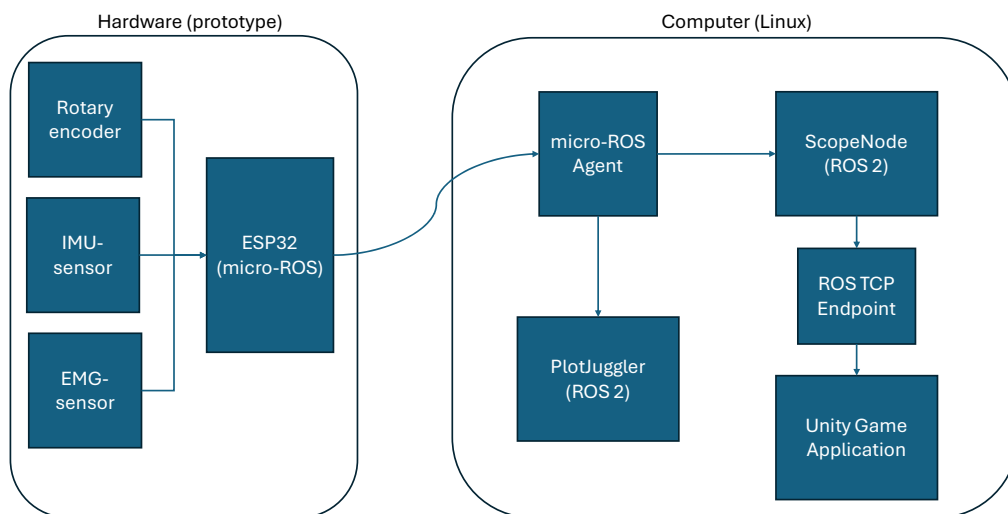 Hardware (prototype)
Computer (Linux)
Rotary
encoder
IMU-
sensor
EMG-
sensor
ESP32
(micro-ROS)
micro-ROS
Agent
ScopeNode
(ROS 2)
ROS TCP
Endpoint
PlotJuggler
(ROS 2)
Unity Game
Application